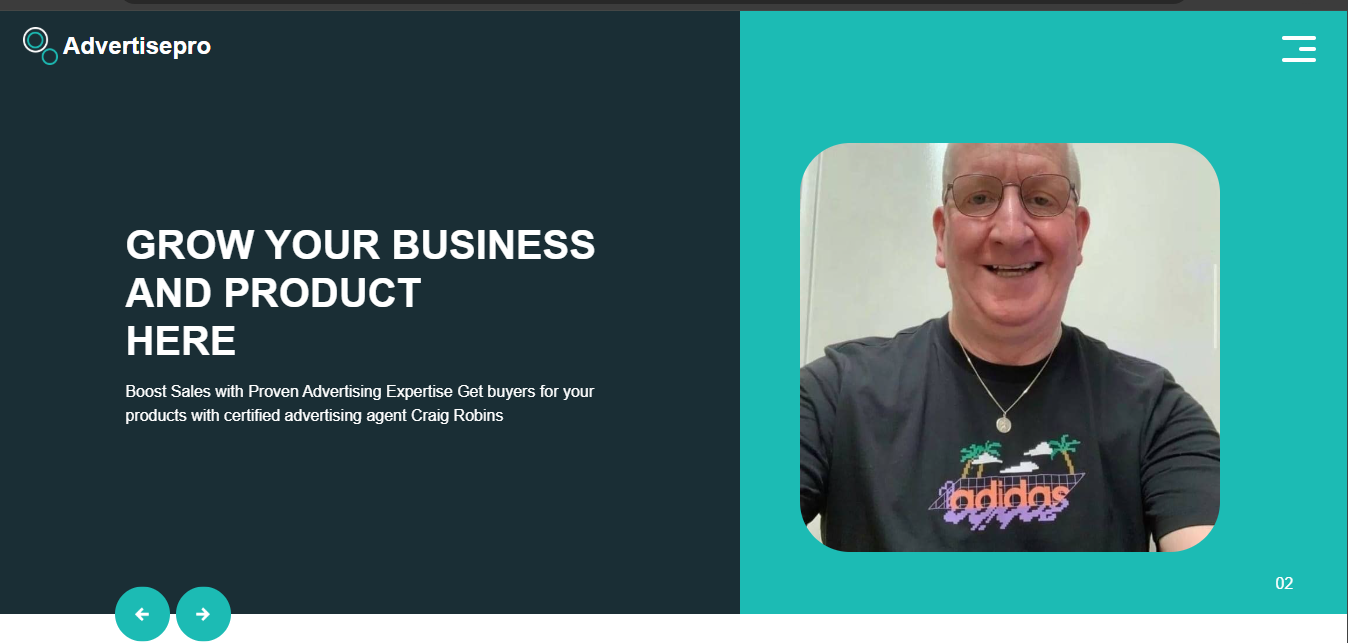 Advertisepro
GROW YOUR BUSINESS
AND PRODUCT
HERE
Boost Sales with Proven Advertising Expertise Get buyers for your
products with certified advertising agent Craig Robins
adidas
02